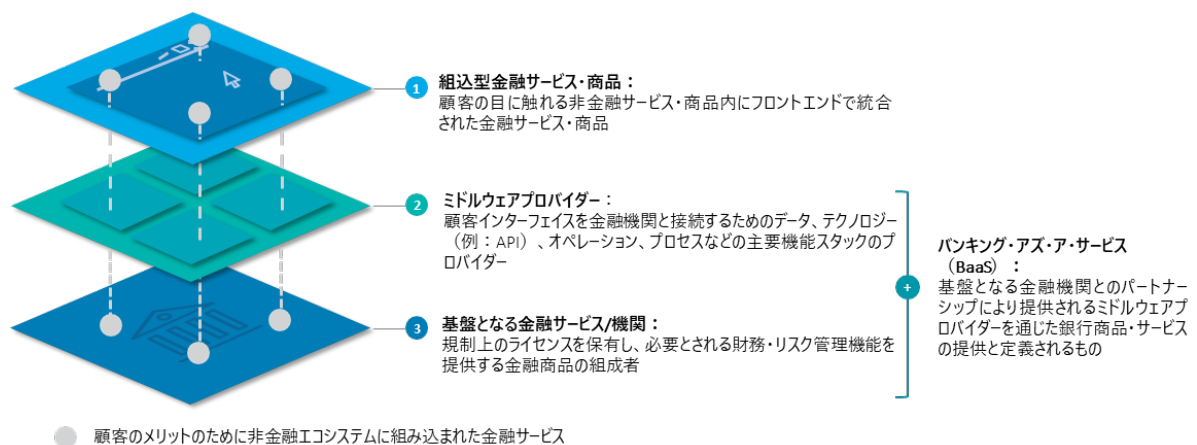 1 組込型金融サービス・商品：
顧客の目に触れる非金融サービス・商品内にフロントエンドで統合
された金融サービス・商品
2 ミドルウェアプロバイダー：
顧客インターフェイスを金融機関と接続するためのデータ、テクノロジー
（例：API）、オペレーション、プロセスなどの主要機能スタックのプ
ロバイダー
3 基盤となる金融サービス/機関：
規制上のライセンスを保有し、必要とされる財務・リスク管理機能を
提供する金融商品の組成者
+
バンキング・アズ・ア・サービス
（BaaS）：
基盤となる金融機関とのパートナー
シップにより提供されるミドルウェアプ
ロバイダーを通じた銀行商品・サービス
の提供と定義されるもの
顧客のメリットのために非金融エコシステムに組み込まれた金融サービス